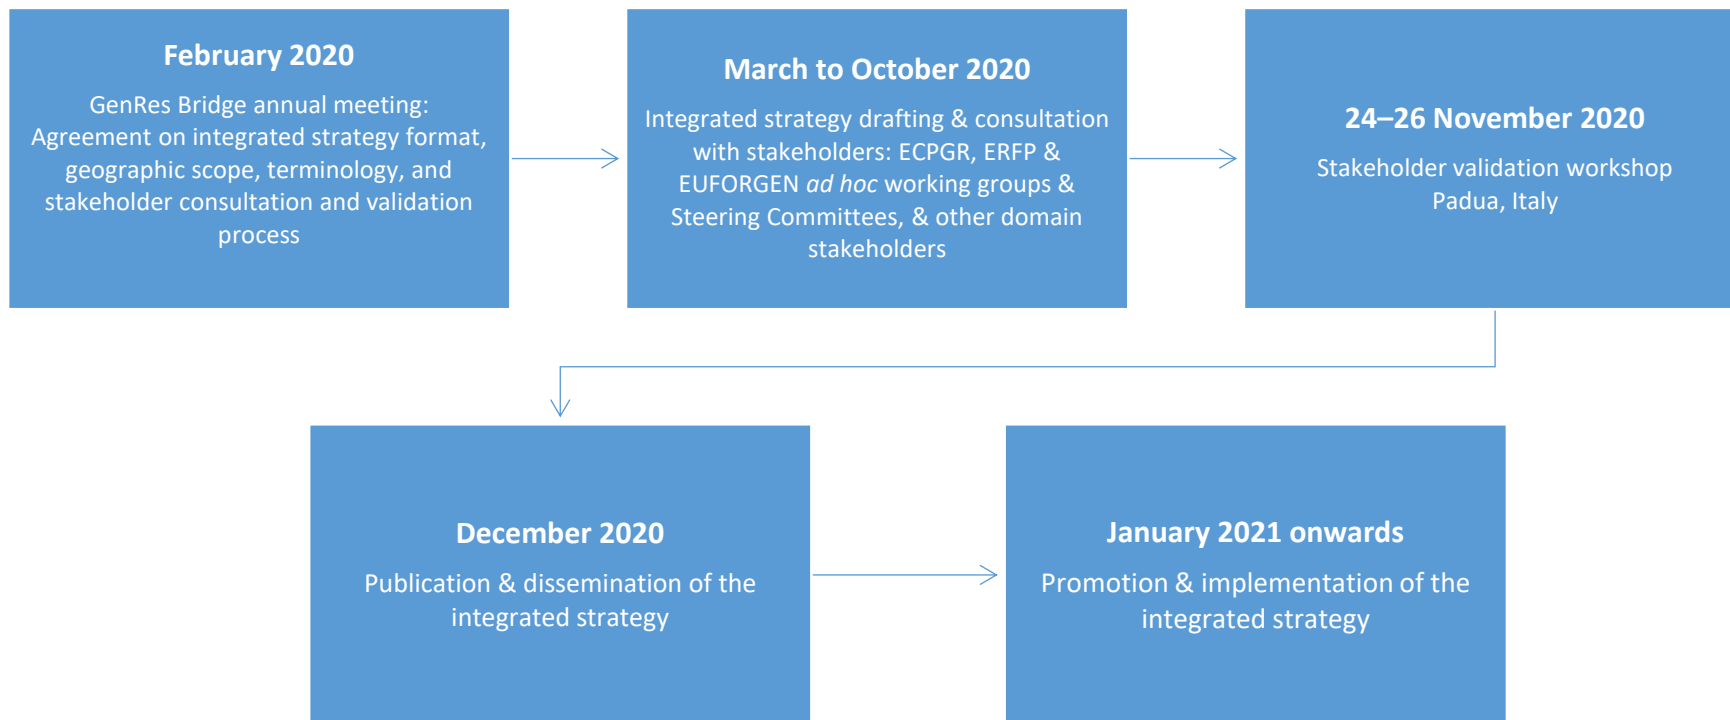 February 2020
GenRes Bridge annual meeting:
Agreement on integrated strategy format,
geographic scope, terminology, and
stakeholder consultation and validation
process
March to October 2020
Integrated strategy drafting & consultation
with stakeholders: ECPGR, ERFP &
EUFORGEN ad hoc working groups &
Steering Committees, & other domain
stakeholders
24–26 November 2020
Stakeholder validation workshop
Padua, Italy
December 2020
Publication & dissemination of the
integrated strategy
January 2021 onwards
Promotion & implementation of the
integrated strategy